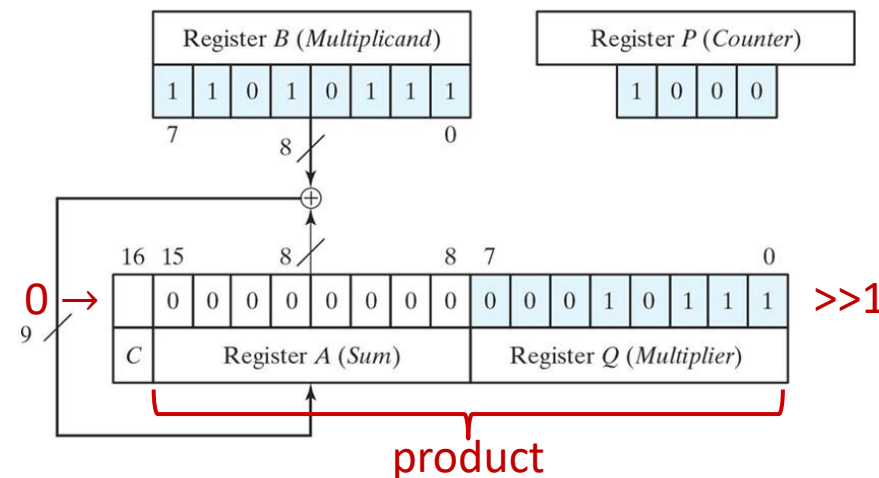 Register B (Multiplicand) Register P (Counter)
1 1 0 1 0 1 1 1 1 0 0 0
7 8 0
+
16 15 8 8 7 0
0 → 0 0 0 0 0 0 0 0 0 0 0 1 0 1 1 1 >>1
9
C Register A (Sum) Register Q (Multiplier)
product